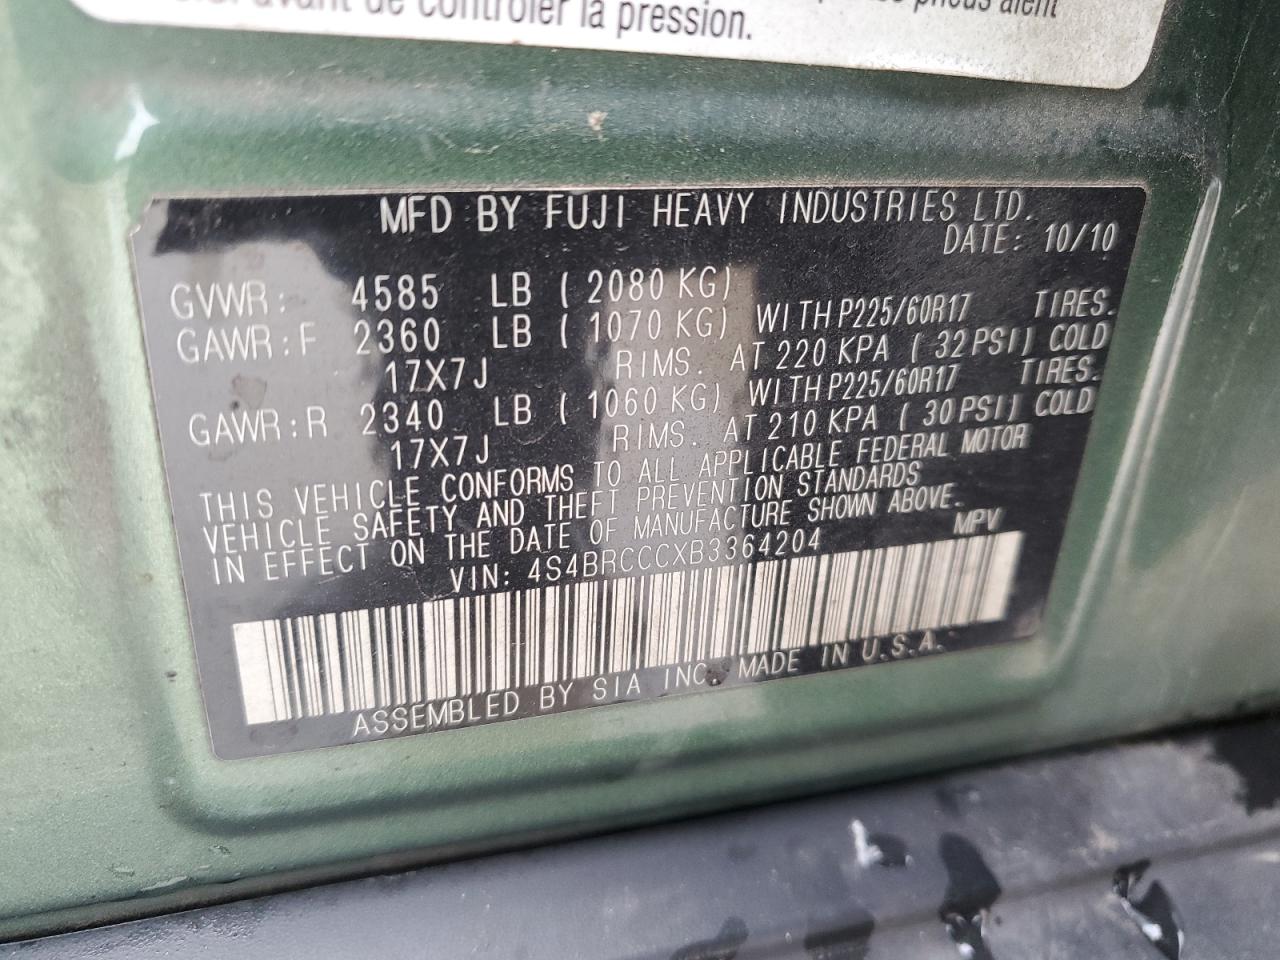 avant de contrôler la pression.
pneus aient
MFD BY FUJI HEAVY INDUSTRIES LTD.
DATE: 10/10
GVWR: 4585 LB ( 2080 KG)
GAWR:F 2360 LB ( 1070 KG) WITH P225/60R17 TIRES.
17X7J RIMS. AT 220 KPA ( 32 PSI) COLD
GAWR:R 2340 LB ( 1060 KG) WITH P225/60R17 TIRES.
17X7J RIMS. AT 210 KPA ( 30 PSI) COLD
THIS VEHICLE CONFORMS TO ALL APPLICABLE FEDERAL MOTOR
VEHICLE SAFETY AND THEFT PREVENTION STANDARDS
IN EFFECT ON THE DATE OF MANUFACTURE SHOWN ABOVE.
VIN: 4S4BRCCCXB3364204 MPV
ASSEMBLED BY SIA INC. MADE IN U.S.A.